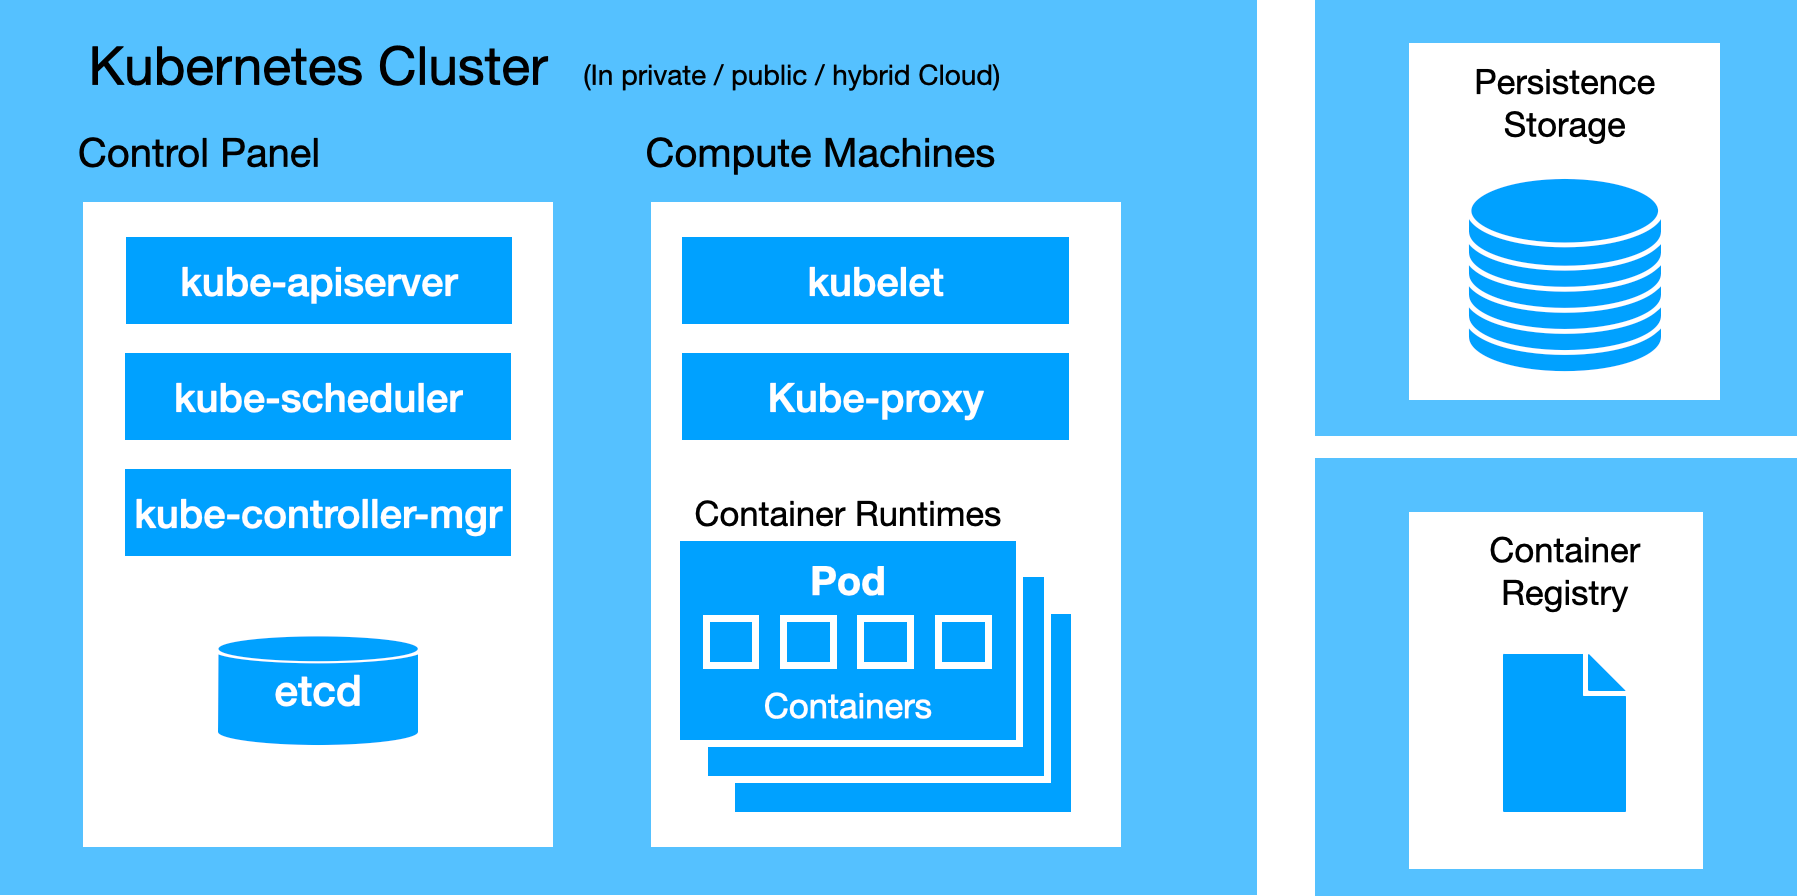 Kubernetes Cluster (In private / public / hybrid Cloud)
Control Panel
kube-apiserver
kube-scheduler
kube-controller-mgr
etcd
Compute Machines
kubelet
Kube-proxy
Container Runtimes
Pod
Containers
Persistence
Storage
Container
Registry